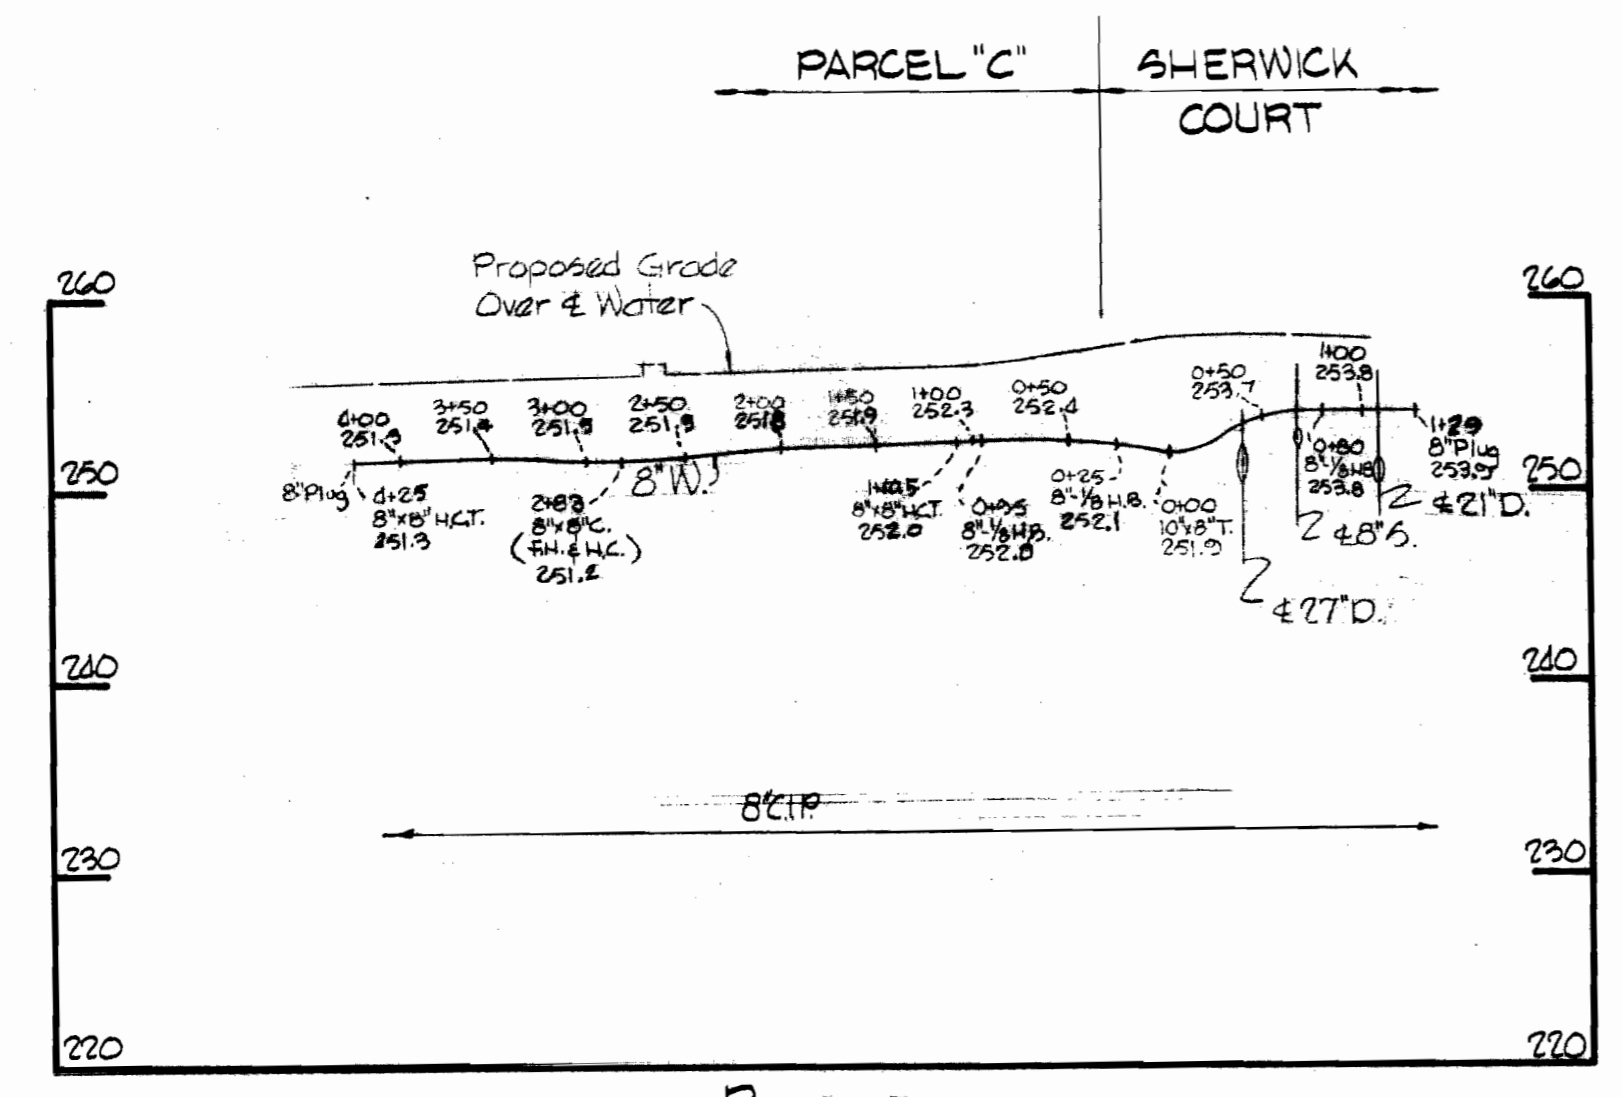 PARCEL "C"
SHERWICK
COURT
Proposed Grade
Over ℄ Water
260
260
4+00
251.3
3+50
251.4
3+00
251.3
2+50
251.3
2+00
251.8
1+50
251.9
1+00
252.3
0+50
252.4
0+50
253.7
1+00
253.8
250
250
8" Plug
4+25
8"x8" H.C.T.
251.3
2+83
8"x8" C.
(F.H. & H.C.)
251.2
8" W.
8"x8" H.C.T.
252.0
0+95
8"-1/8 H.B.
252.0
0+25
8"-1/8 H.B.
252.1
0+00
10"x8" T.
251.9
0+80
8"-1/8 HB
253.8
1+29
8" Plug
253.9
℄ 21" D.
℄ 8" S.
℄ 27" D.
240
240
8" C.I.P.
230
230
220
220